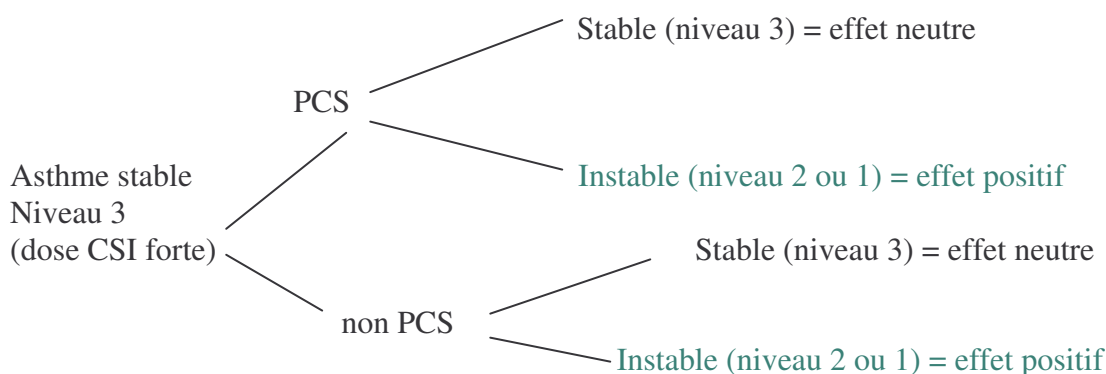 Stable (niveau 3) = effet neutre
PCS
Instable (niveau 2 ou 1) = effet positif
Asthme stable
Niveau 3
(dose CSI forte)
Stable (niveau 3) = effet neutre
non PCS
Instable (niveau 2 ou 1) = effet positif